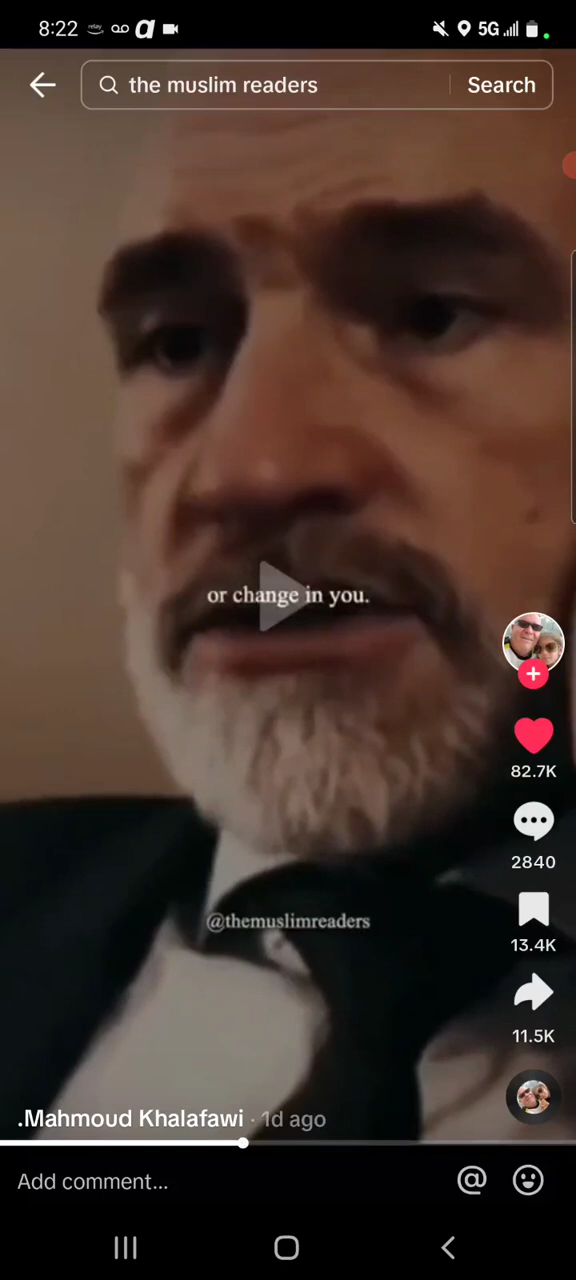 8:22 relay a 5G
the muslim readers Search
or change in you.
82.7K
2840
@themuslimreaders
13.4K
11.5K
.Mahmoud Khalafawi · 1d ago
Add comment... @